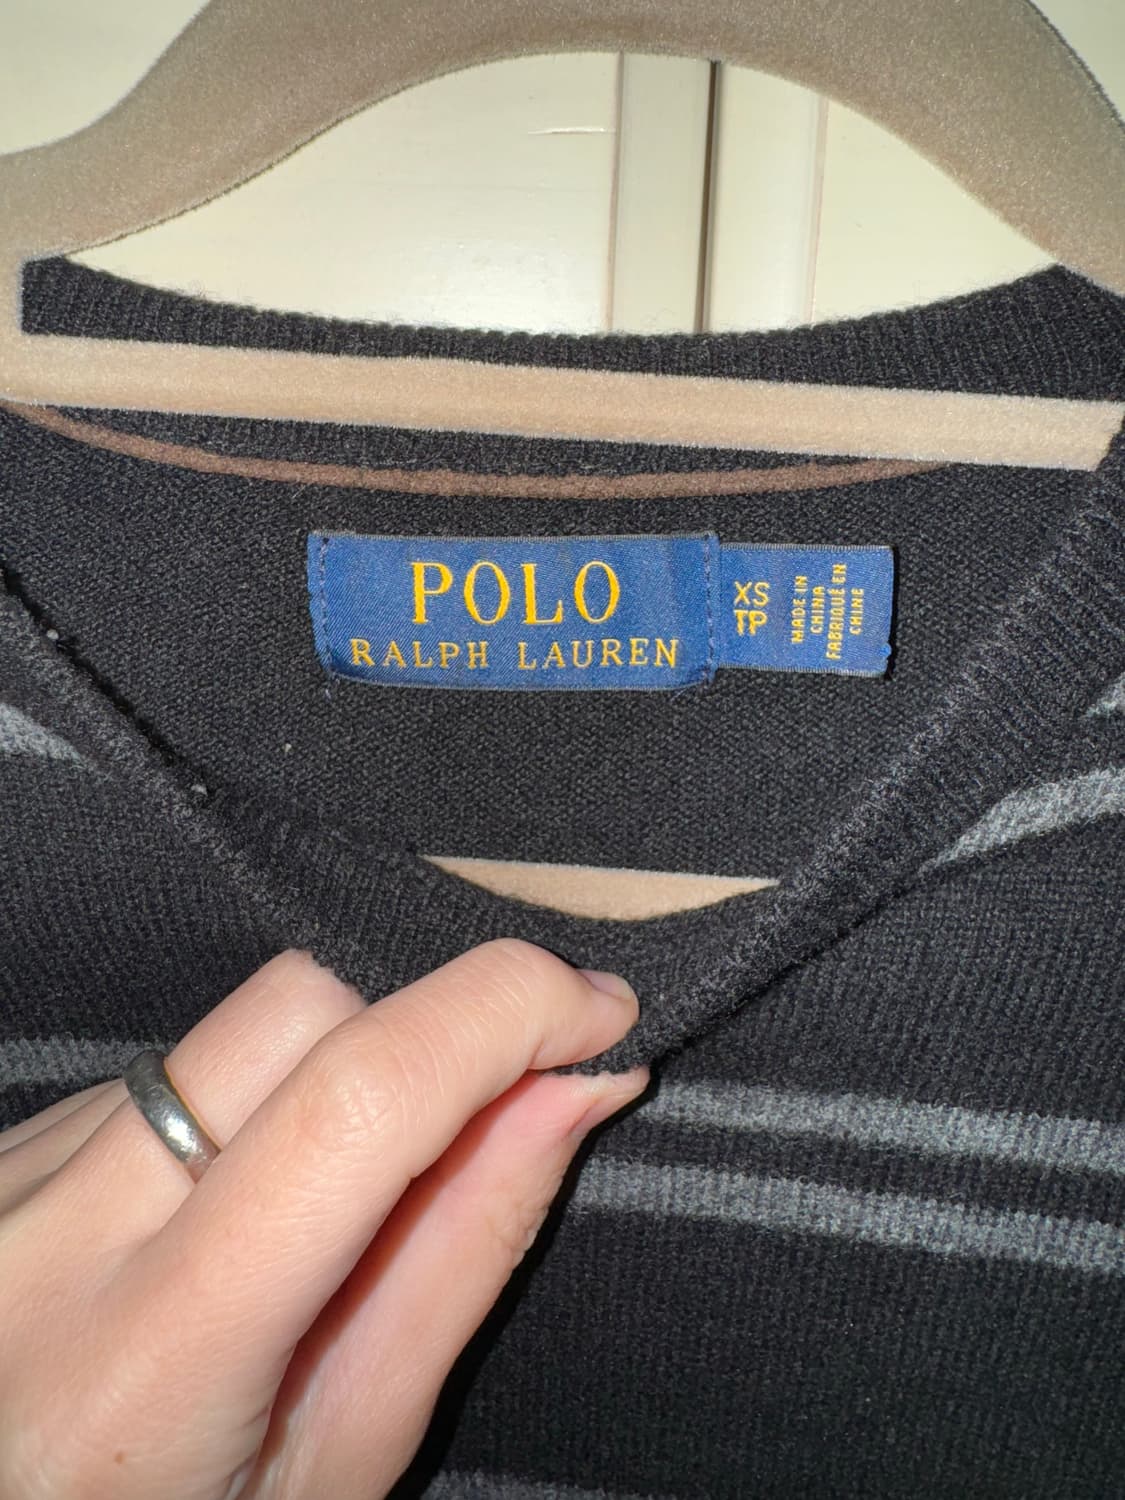 POLO
RALPH LAUREN
XS
TP
MADE IN
CHINA
FABRIQUÉ EN
CHINE